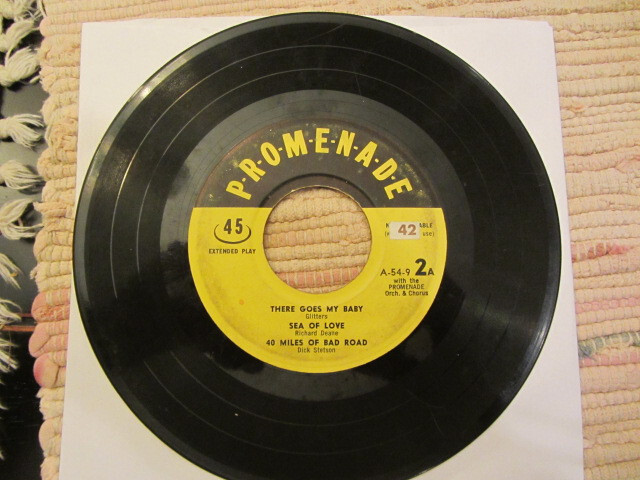 P·R·O·M·E·N·A·D·E
45
EXTENDED PLAY
42
A-54-9 2A
with the
PROMENADE
Orch. & Chorus
THERE GOES MY BABY
Glitters
SEA OF LOVE
Richard Deane
40 MILES OF BAD ROAD
Dick Stetson